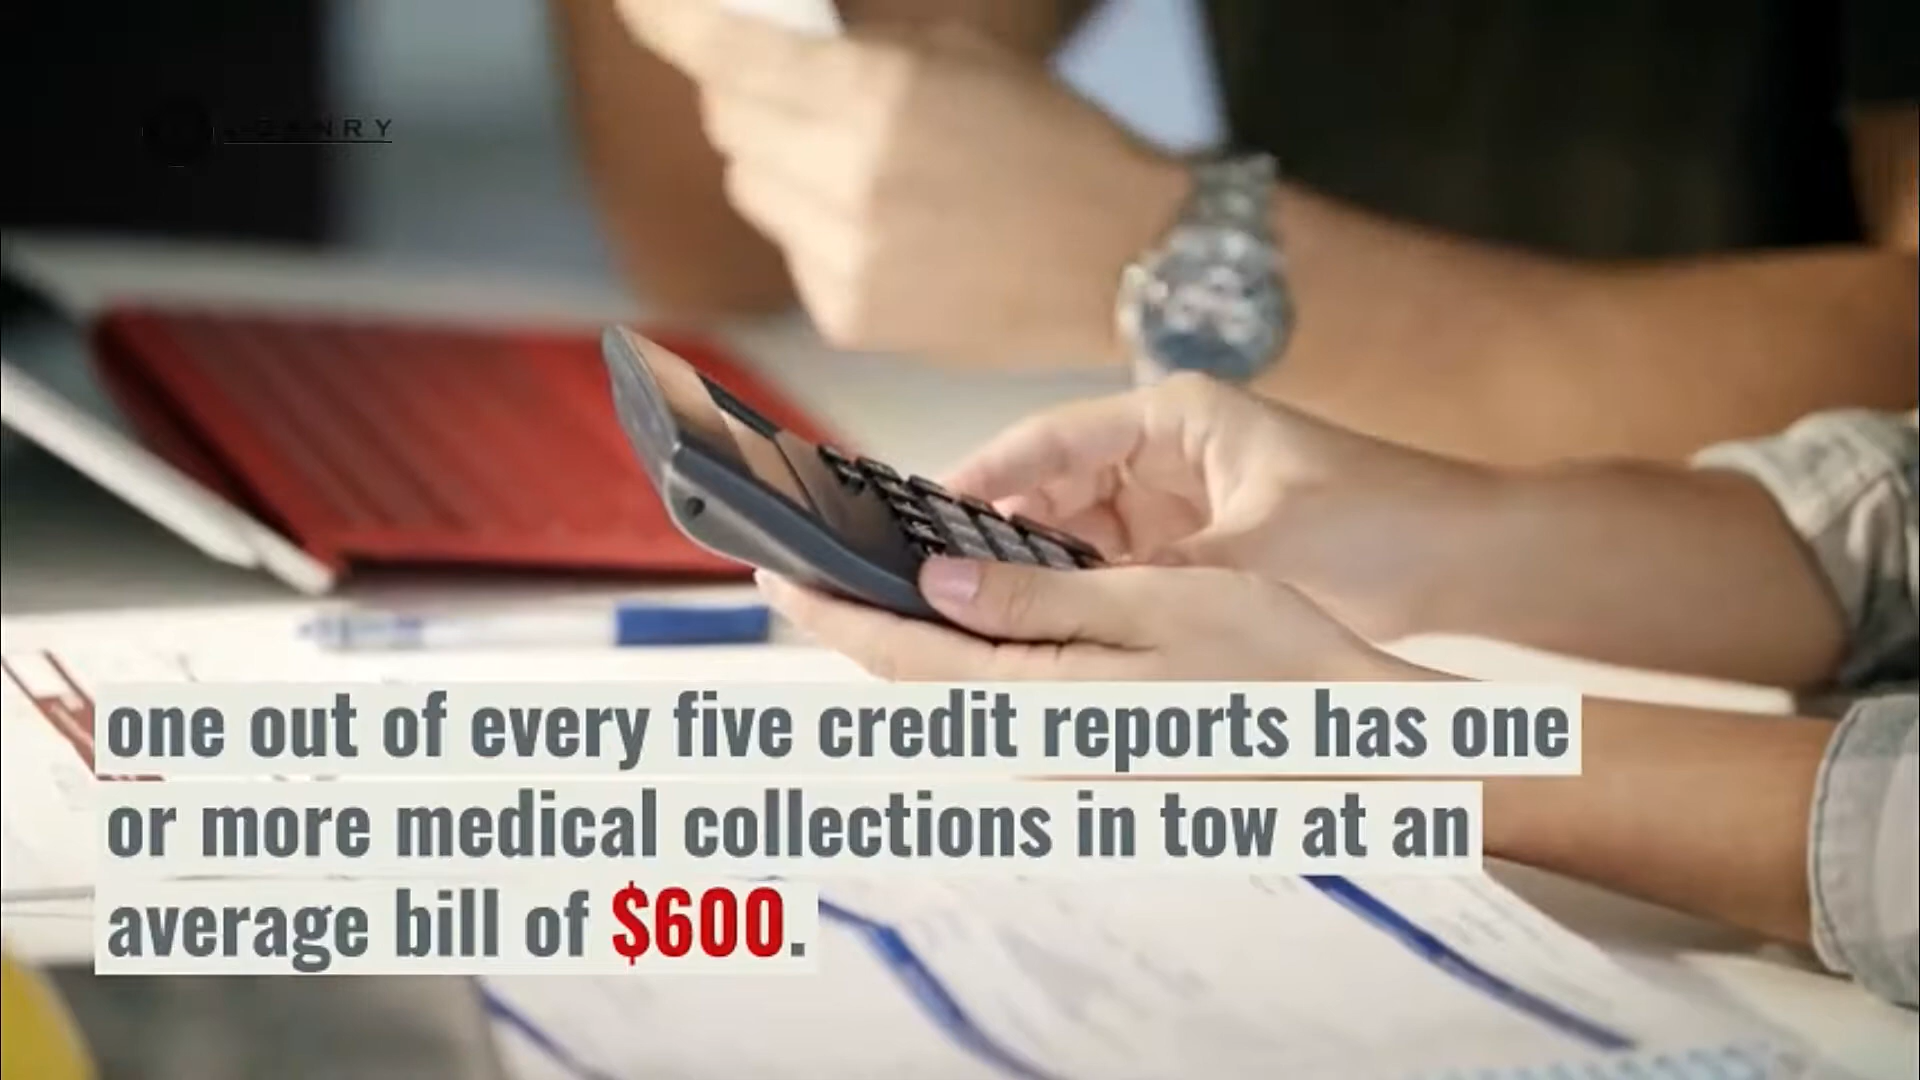 one out of every five credit reports has one
or more medical collections in tow at an
average bill of $600.